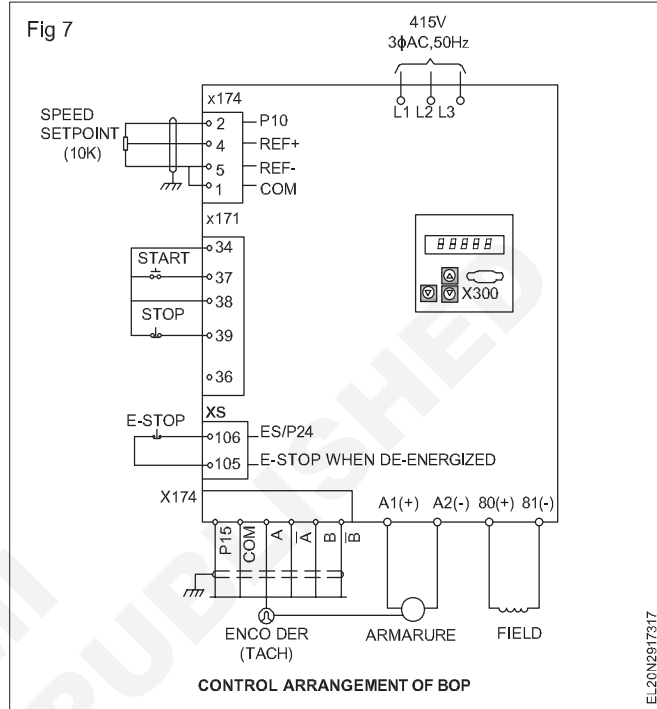 Fig 7
415V
3ϕAC,50Hz
L1 L2 L3
x174
SPEED
SETPOINT
(10K)
2 P10
4 REF+
5 REF-
1 COM
x171
34
START
37
38
STOP
39
36
88888
X300
XS
E-STOP
106 ES/P24
105 E-STOP WHEN DE-ENERGIZED
X174
A1(+) A2(-) 80(+) 81(-)
P15
COM
A
A̅
B
B̅
ENCO DER
(TACH)
ARMARURE
FIELD
CONTROL ARRANGEMENT OF BOP
EL20N2917317
MI
PUBLISHED